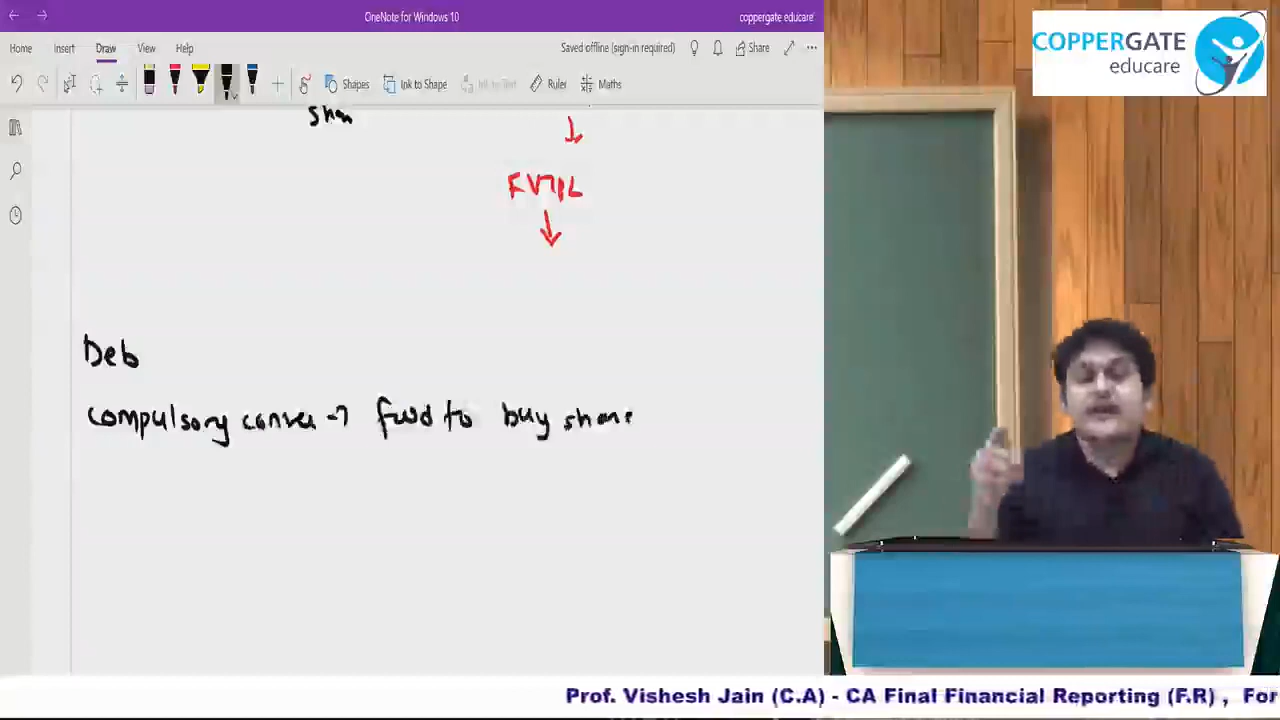 OneNote for Windows 10
coppergate educare
Home Insert Draw View Help
Saved offline (sign-in required)
Share
Shapes
Ink to Shape
Ink to Text
Ruler
Maths
COPPERGATE
educare
Shan
FVTPL
Deb
compulsory conver → fwd to buy share
Prof. Vishesh Jain (C.A) - CA Final Financial Reporting (F.R) , For